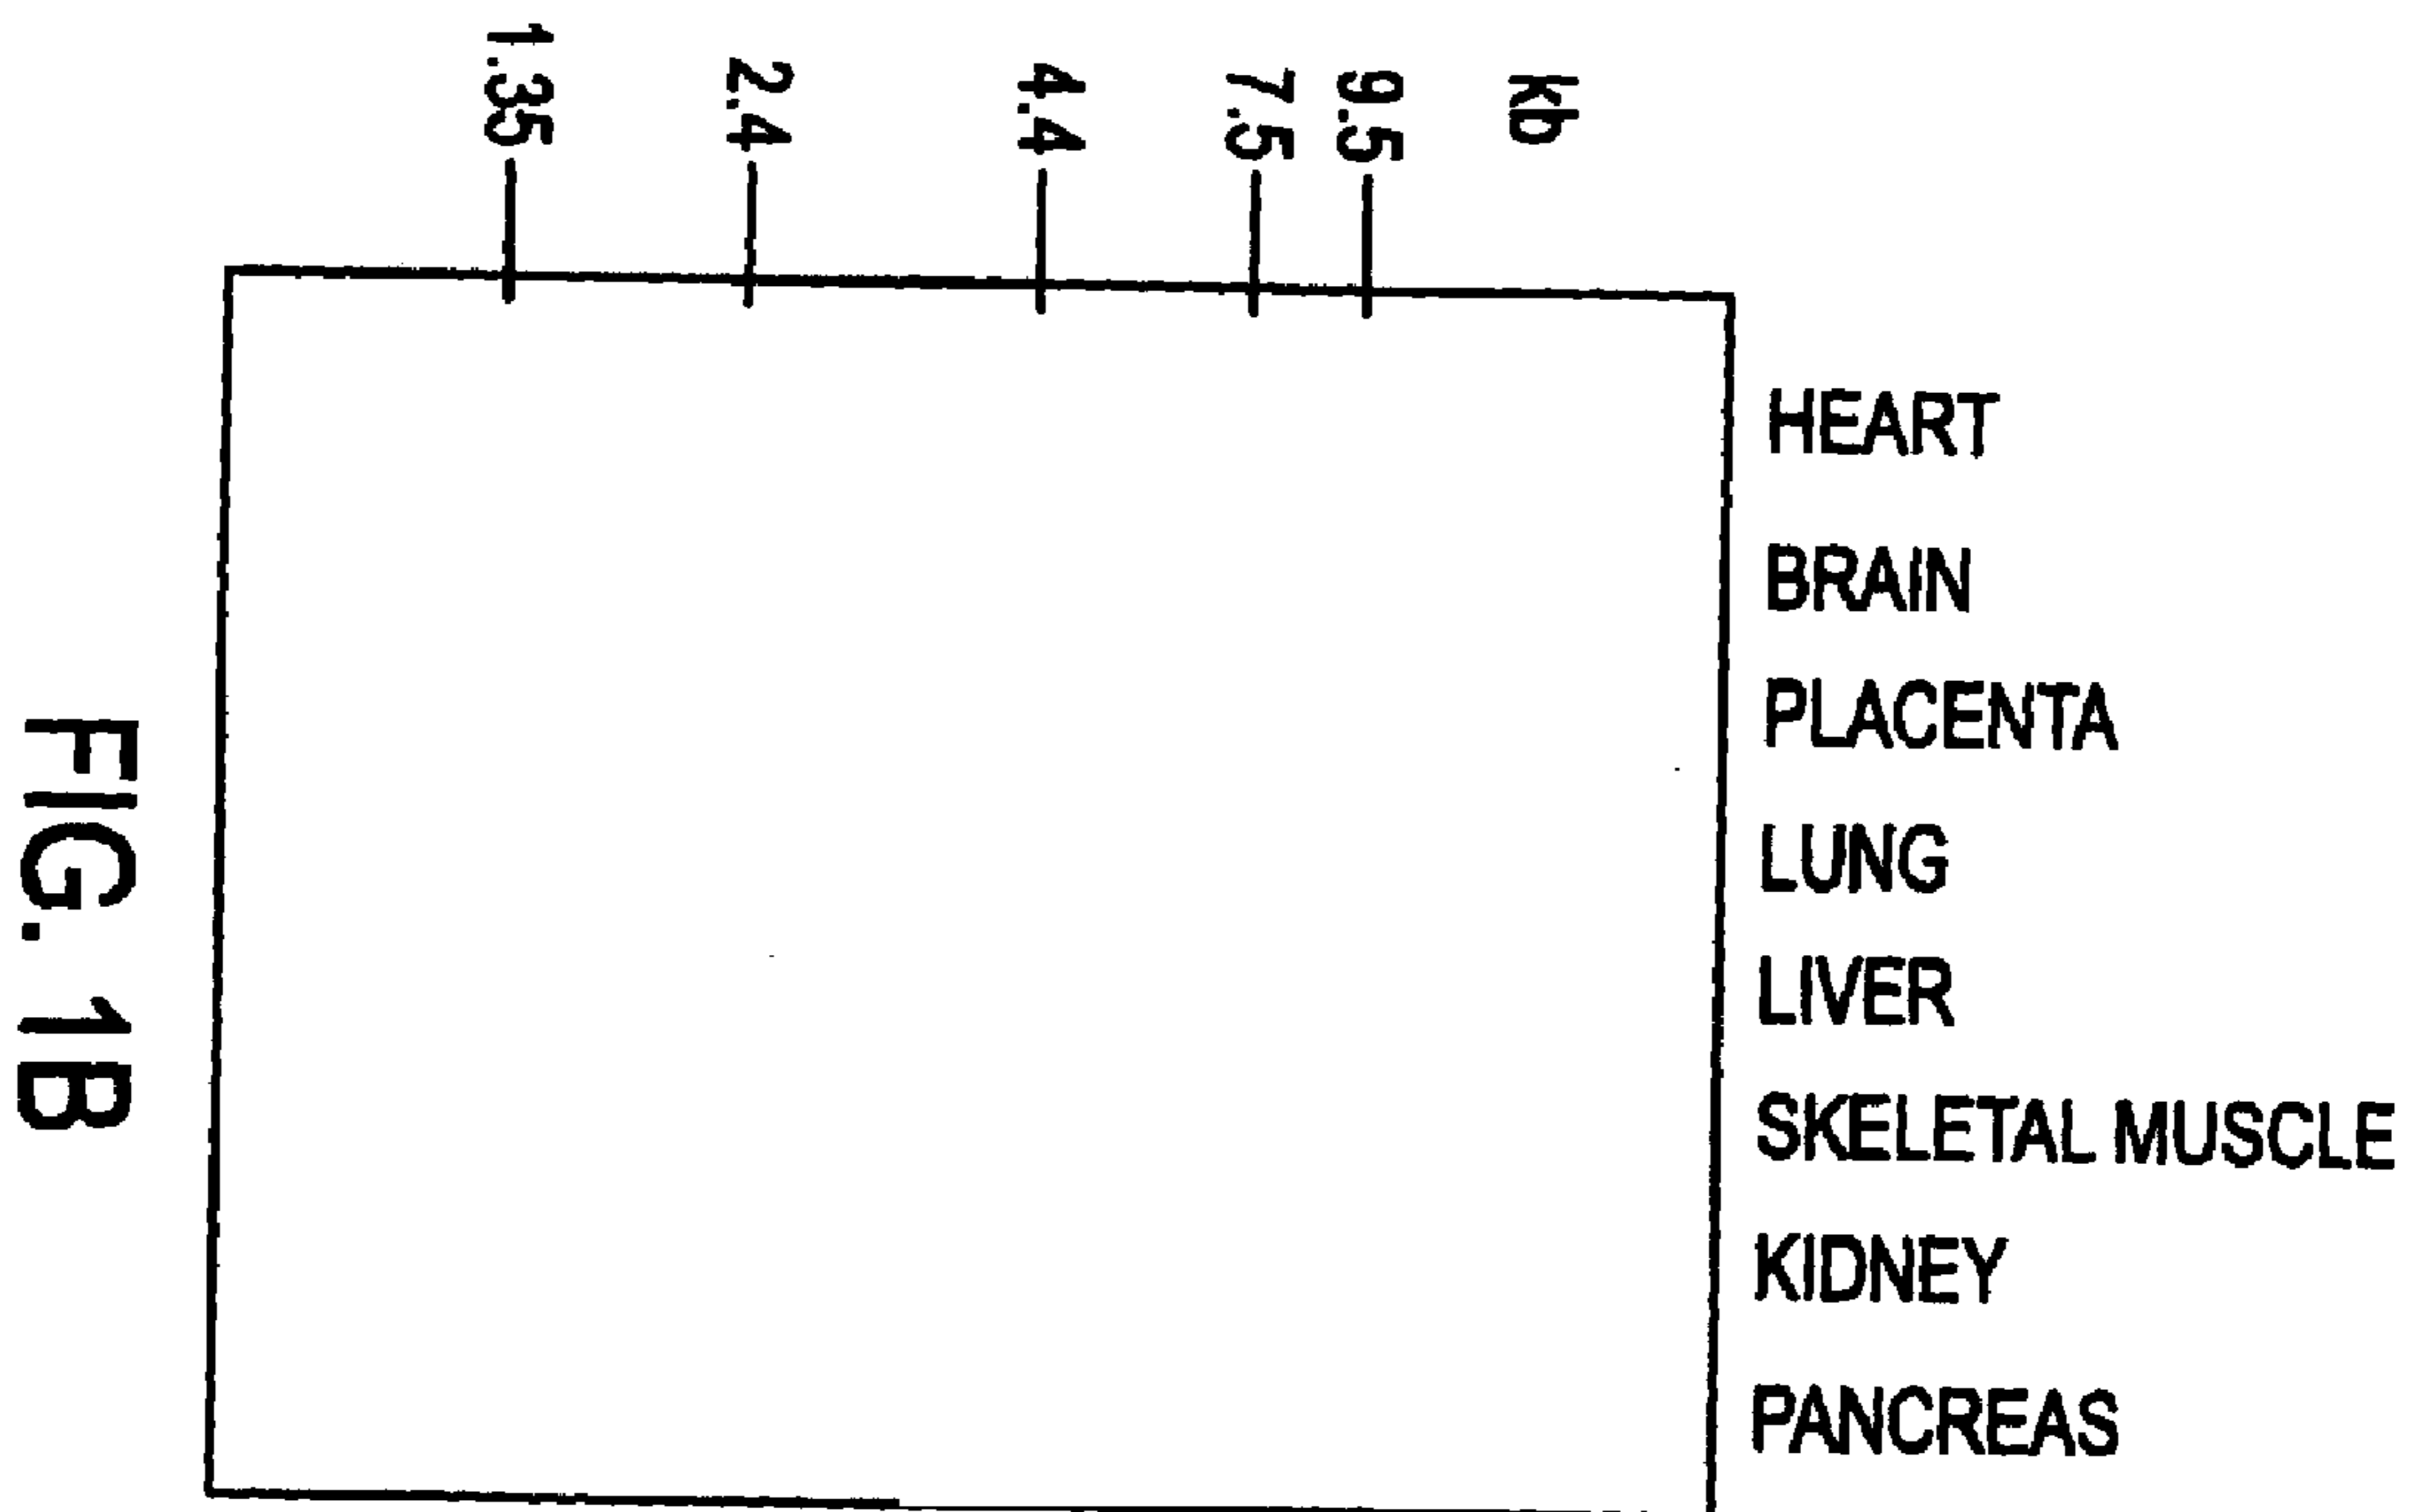 kb
9.5
7.5
4.4
2.4
1.35
HEART
BRAIN
PLACENTA
LUNG
LIVER
SKELETAL MUSCLE
KIDNEY
PANCREAS
FIG. 1B